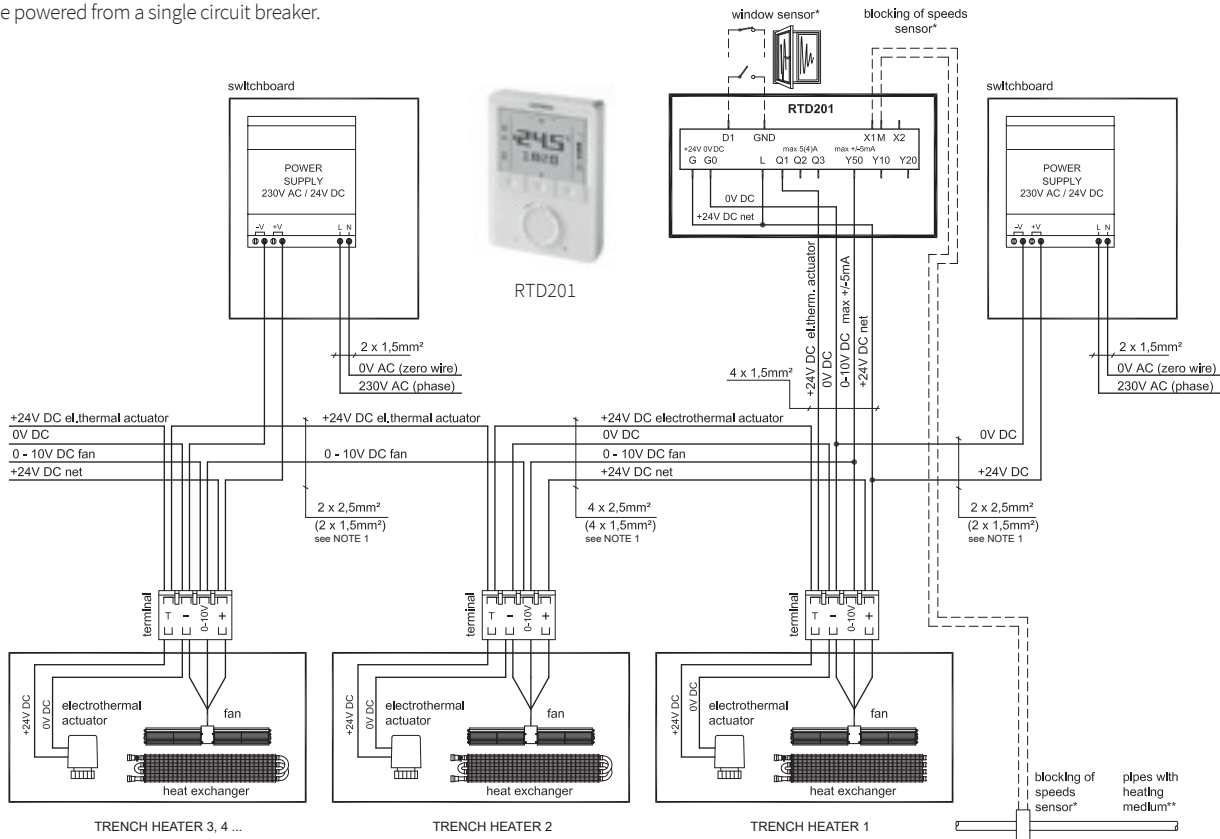 e powered from a single circuit breaker.
window sensor*
blocking of speeds
sensor*
switchboard
POWER
SUPPLY
230V AC / 24V DC
-V +V L N
2 x 1,5mm²
0V AC (zero wire)
230V AC (phase)
24.5
RTD201
RTD201
D1 GND X1 M X2
+24V 0V DC max 5(4)A max +/-5mA
G G0 L Q1 Q2 Q3 Y50 Y10 Y20
0V DC
+24V DC net
switchboard
POWER
SUPPLY
230V AC / 24V DC
-V +V L N
2 x 1,5mm²
0V AC (zero wire)
230V AC (phase)
4 x 1,5mm²
+24V DC el.therm. actuator
0V DC
0-10V DC max +/-5mA
+24V DC net
+24V DC el.thermal actuator
0V DC
0 - 10V DC fan
+24V DC net
+24V DC el.thermal actuator
0 - 10V DC fan
+24V DC electrothermal actuator
0V DC
0 - 10V DC fan
+24V DC net
0V DC
+24V DC
2 x 2,5mm²
(2 x 1,5mm²)
see NOTE 1
4 x 2,5mm²
(4 x 1,5mm²)
see NOTE 1
2 x 2,5mm²
(2 x 1,5mm²)
see NOTE 1
terminal
T - 0-10V +
terminal
T - 0-10V +
terminal
T - 0-10V +
+24V DC
0V DC
electrothermal
actuator
fan
heat exchanger
TRENCH HEATER 3, 4 ...
+24V DC
0V DC
electrothermal
actuator
fan
heat exchanger
TRENCH HEATER 2
+24V DC
0V DC
electrothermal
actuator
fan
heat exchanger
TRENCH HEATER 1
blocking of
speeds
sensor*
pipes with
heating
medium**